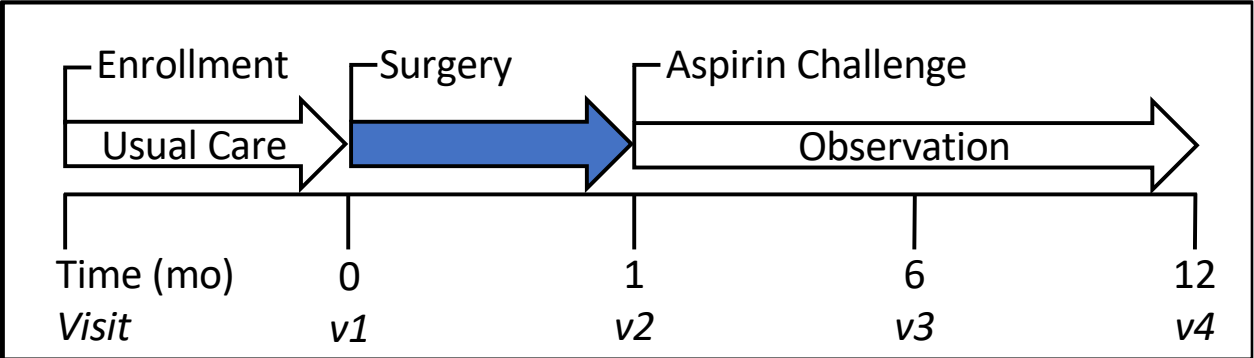 Enrollment Surgery Aspirin Challenge
Usual Care Observation
Time (mo) 0 1 6 12
Visit v1 v2 v3 v4